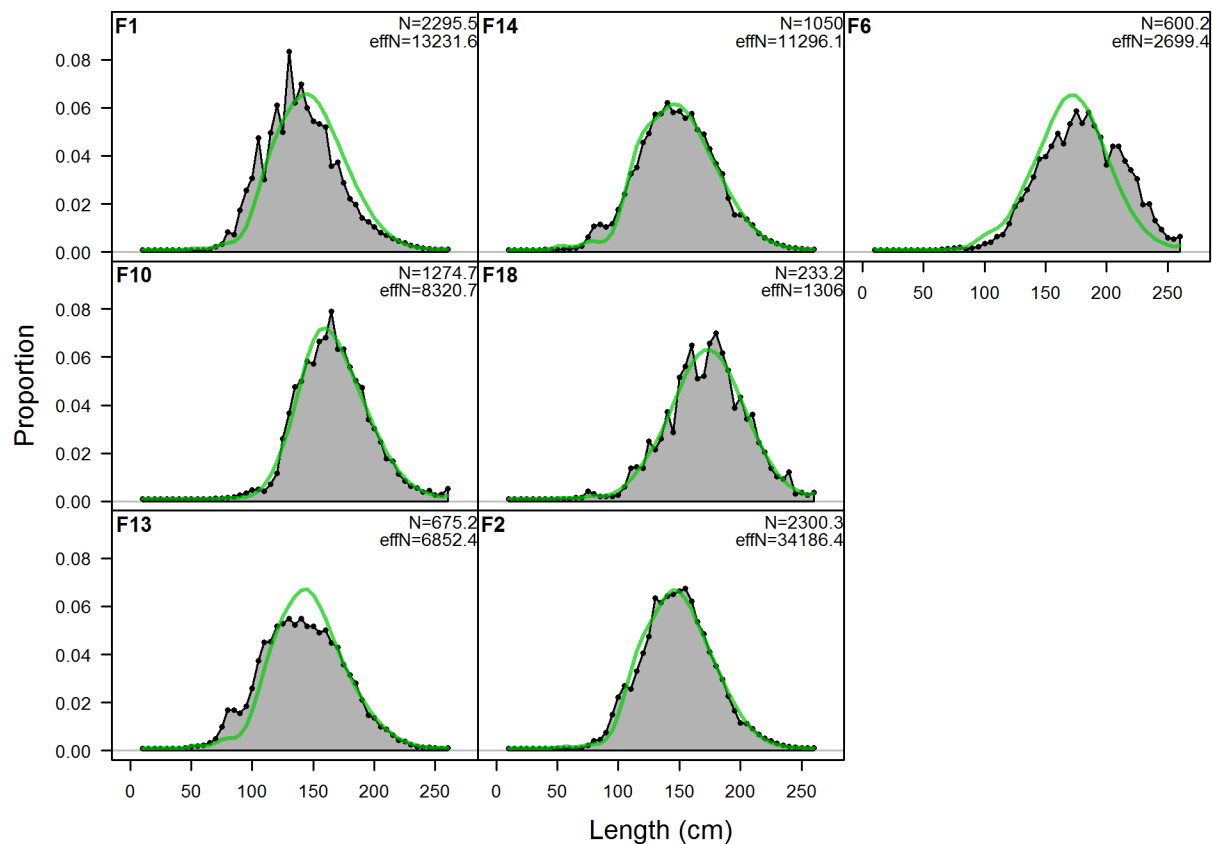 F1
N=2295.5
effN=13231.6
F14
N=1050
effN=11296.1
F6
N=600.2
effN=2699.4
0.08
0.06
0.04
0.02
0.00
0 50 100 150 200 250
F10
N=1274.7
effN=8320.7
F18
N=233.2
effN=1306
0.08
0.06
0.04
0.02
0.00
Proportion
F13
N=675.2
effN=6852.4
F2
N=2300.3
effN=34186.4
0.08
0.06
0.04
0.02
0.00
0 50 100 150 200 250
0 50 100 150 200 250
Length (cm)